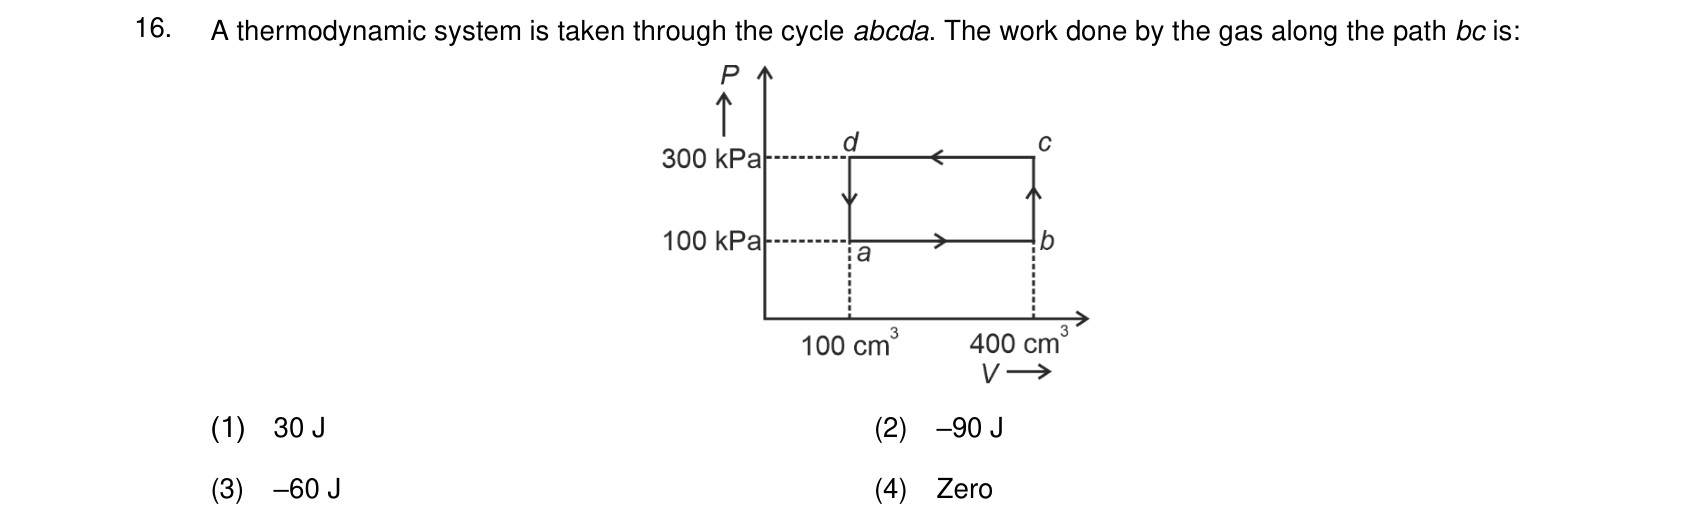 16. A thermodynamic system is taken through the cycle abcda. The work done by the gas along the path bc is:
P
d
c
300 kPa
100 kPa
a
b
100 cm³
400 cm³
V
(1) 30 J
(2) –90 J
(3) –60 J
(4) Zero